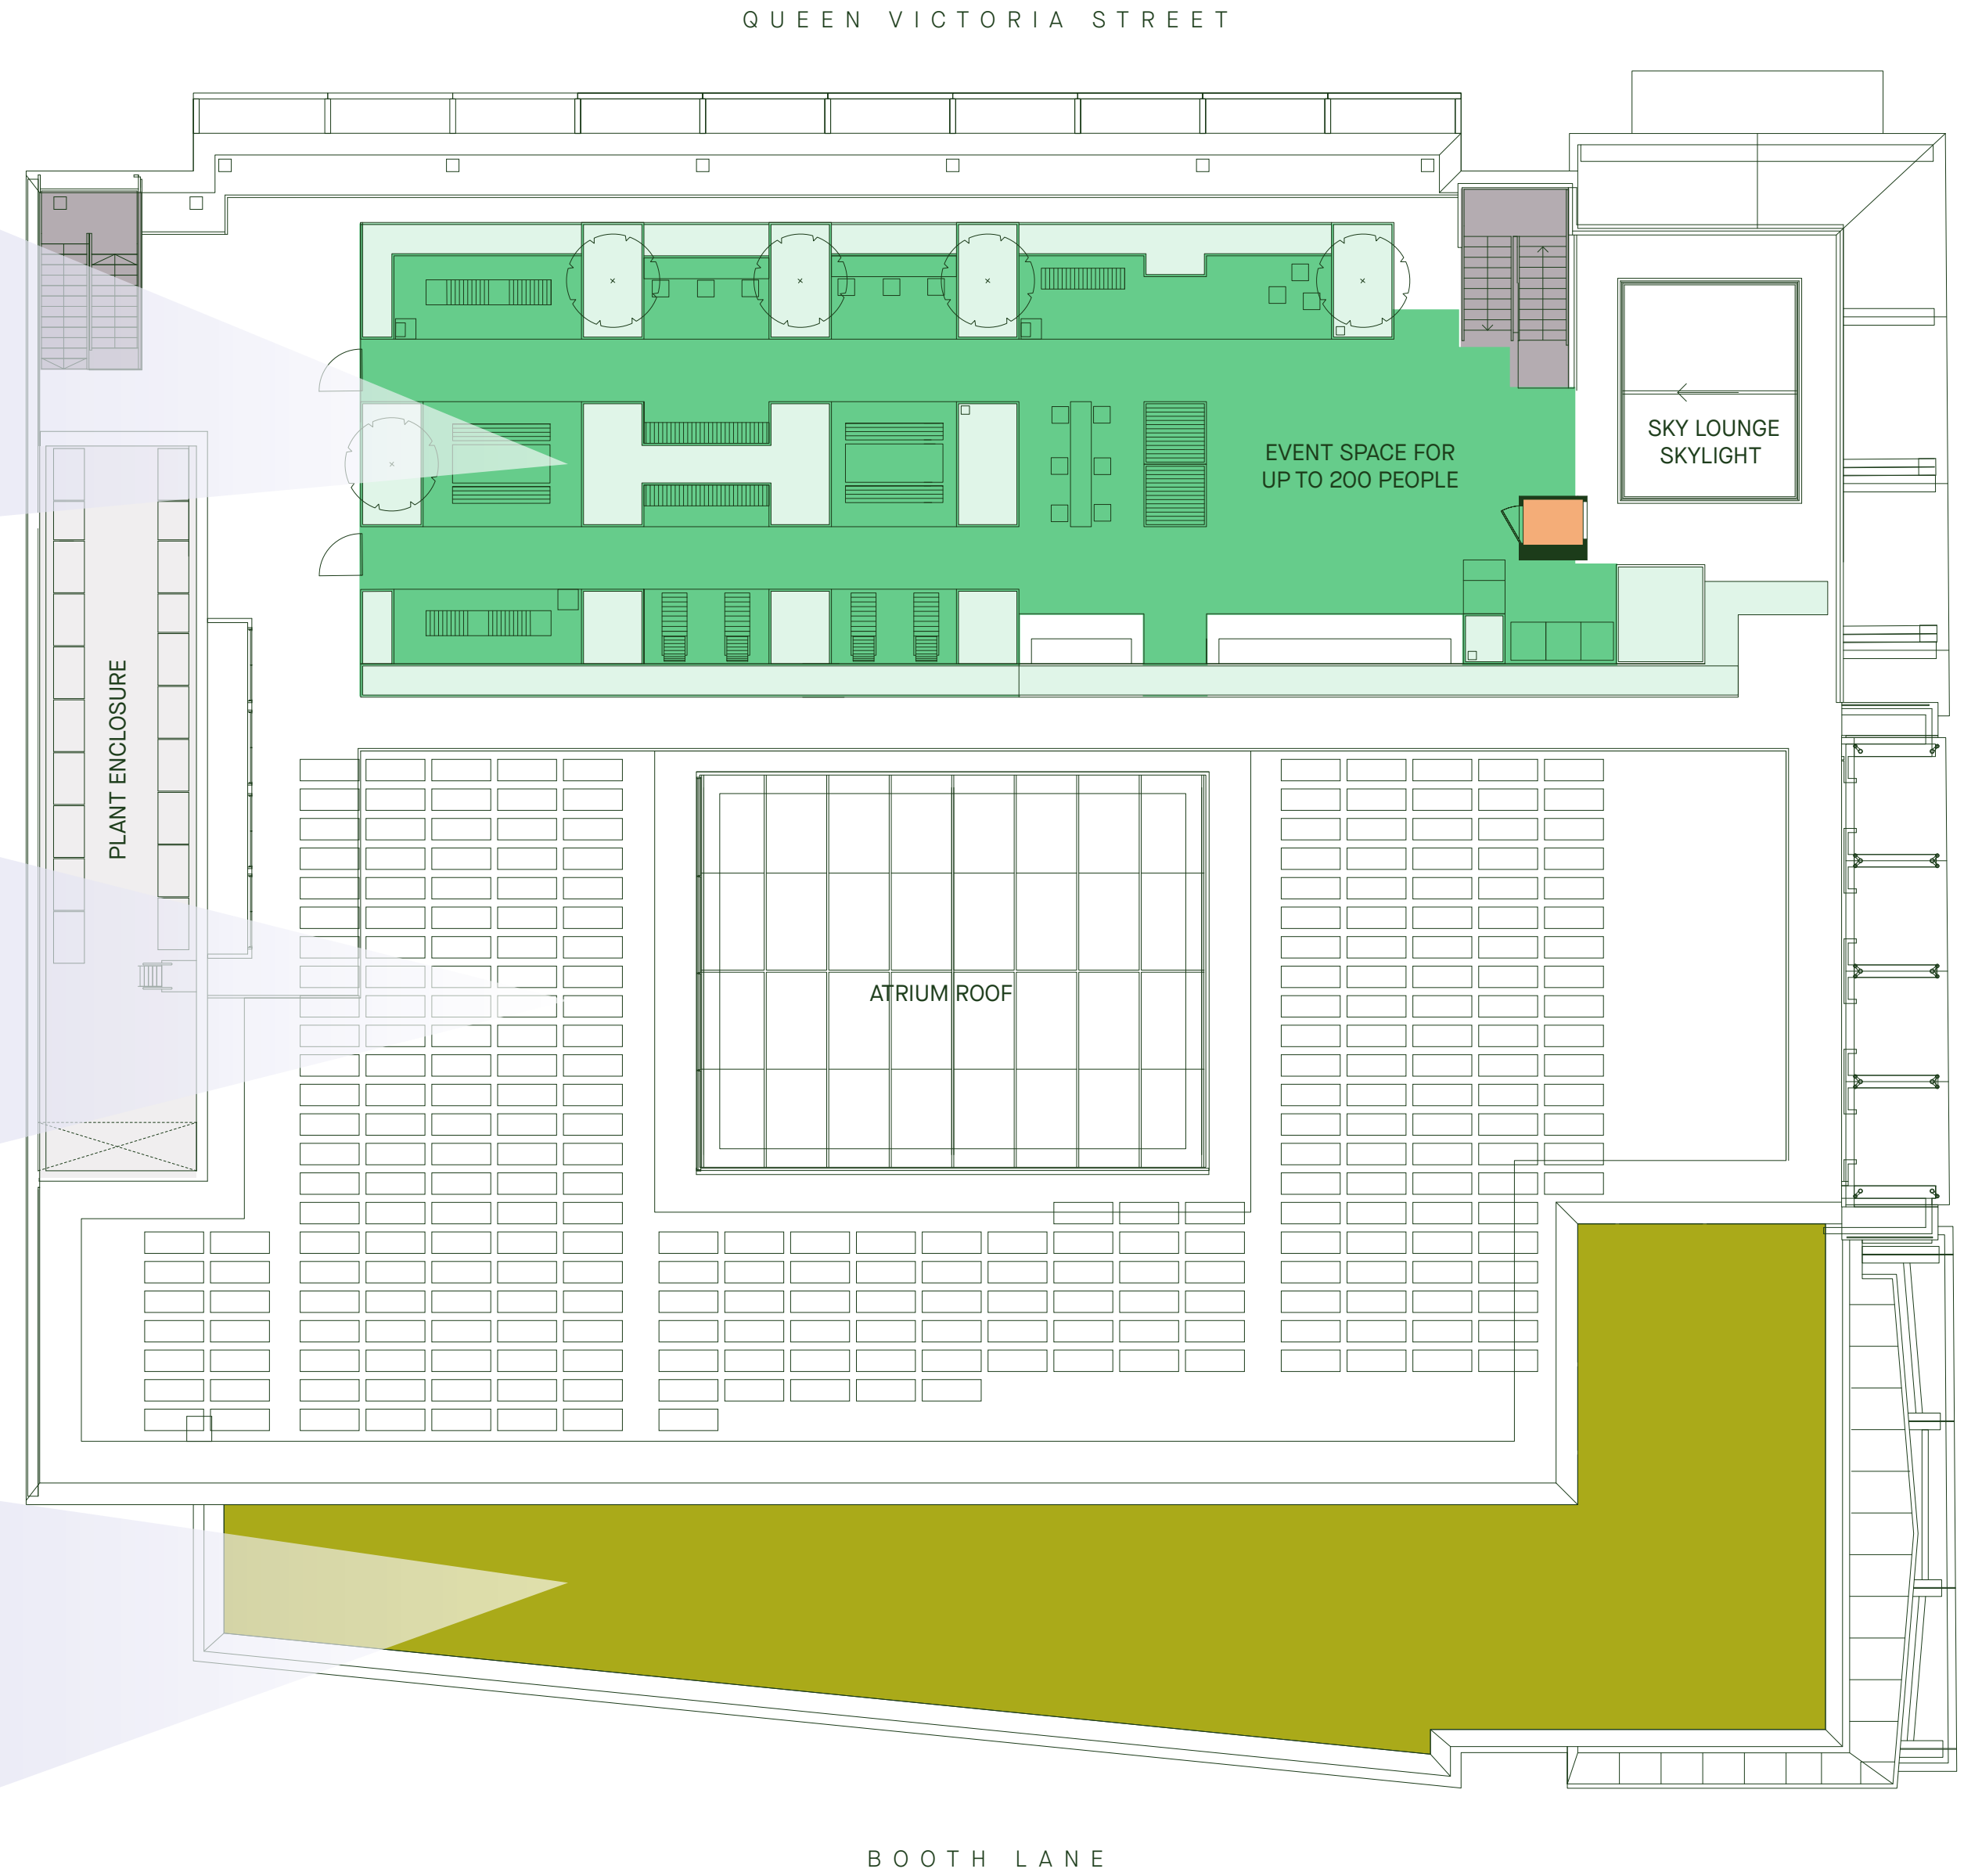 QUEEN VICTORIA STREET
SKY LOUNGE
SKYLIGHT
EVENT SPACE FOR
UP TO 200 PEOPLE
PLANT ENCLOSURE
ATRIUM ROOF
BOOTH LANE